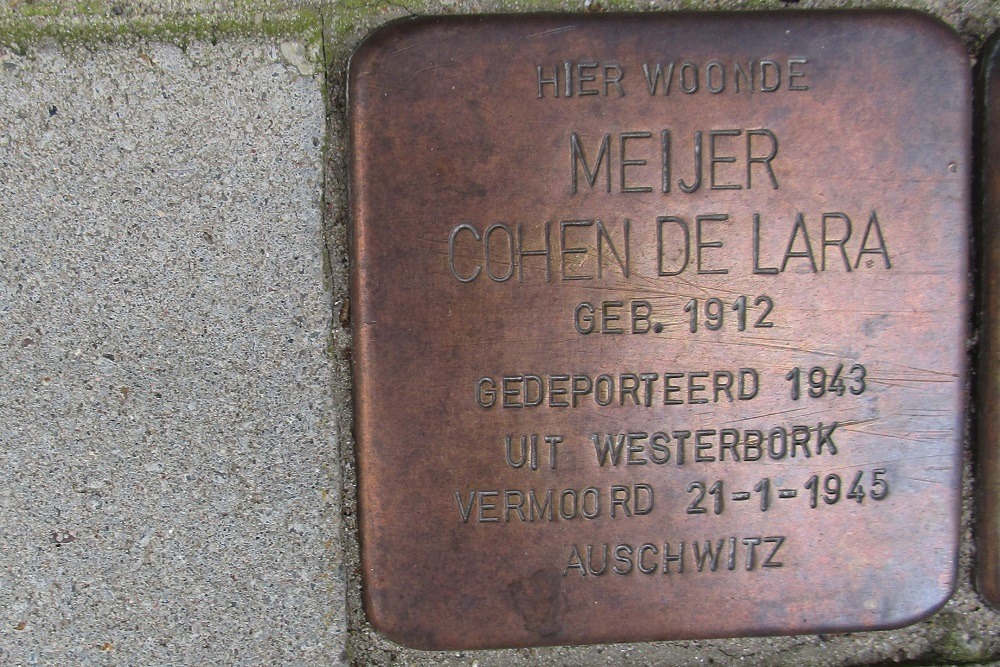 HIER WOONDE
MEIJER
COHEN DE LARA
GEB. 1912
GEDEPORTEERD 1943
UIT WESTERBORK
VERMOORD 21-1-1945
AUSCHWITZ